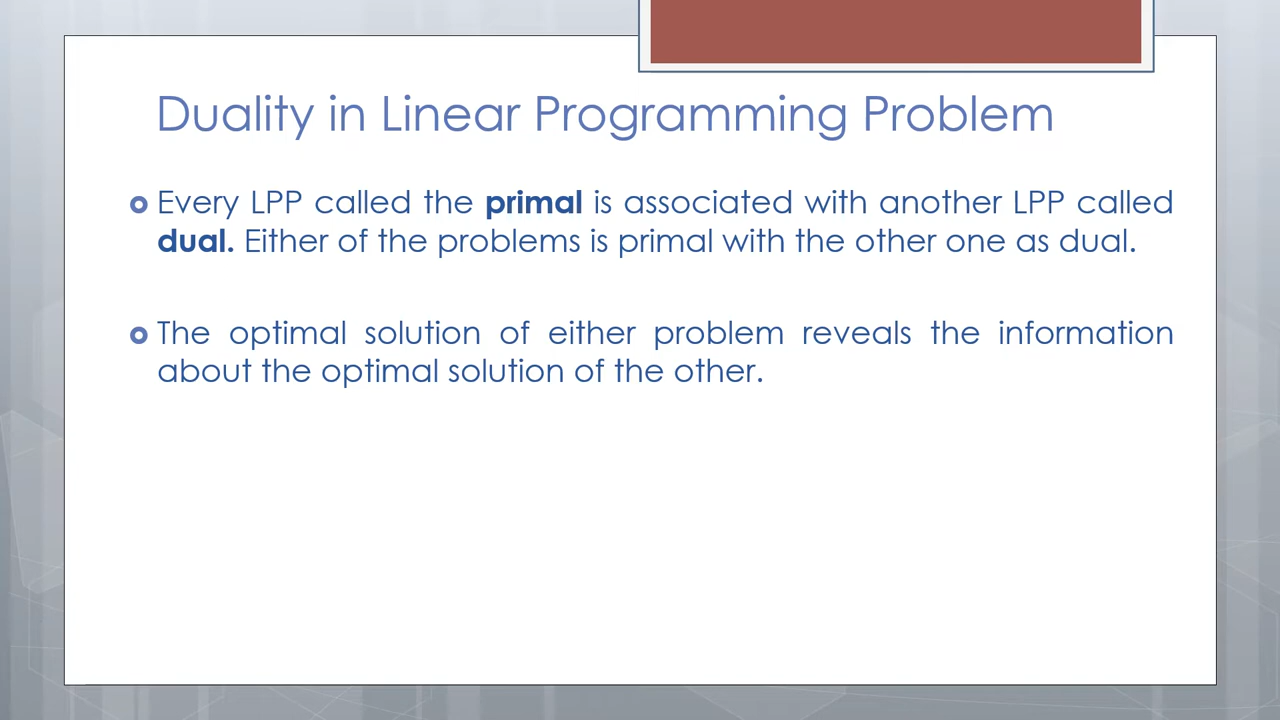 Duality in Linear Programming Problem
Every LPP called the primal is associated with another LPP called
dual. Either of the problems is primal with the other one as dual.
The optimal solution of either problem reveals the information
about the optimal solution of the other.